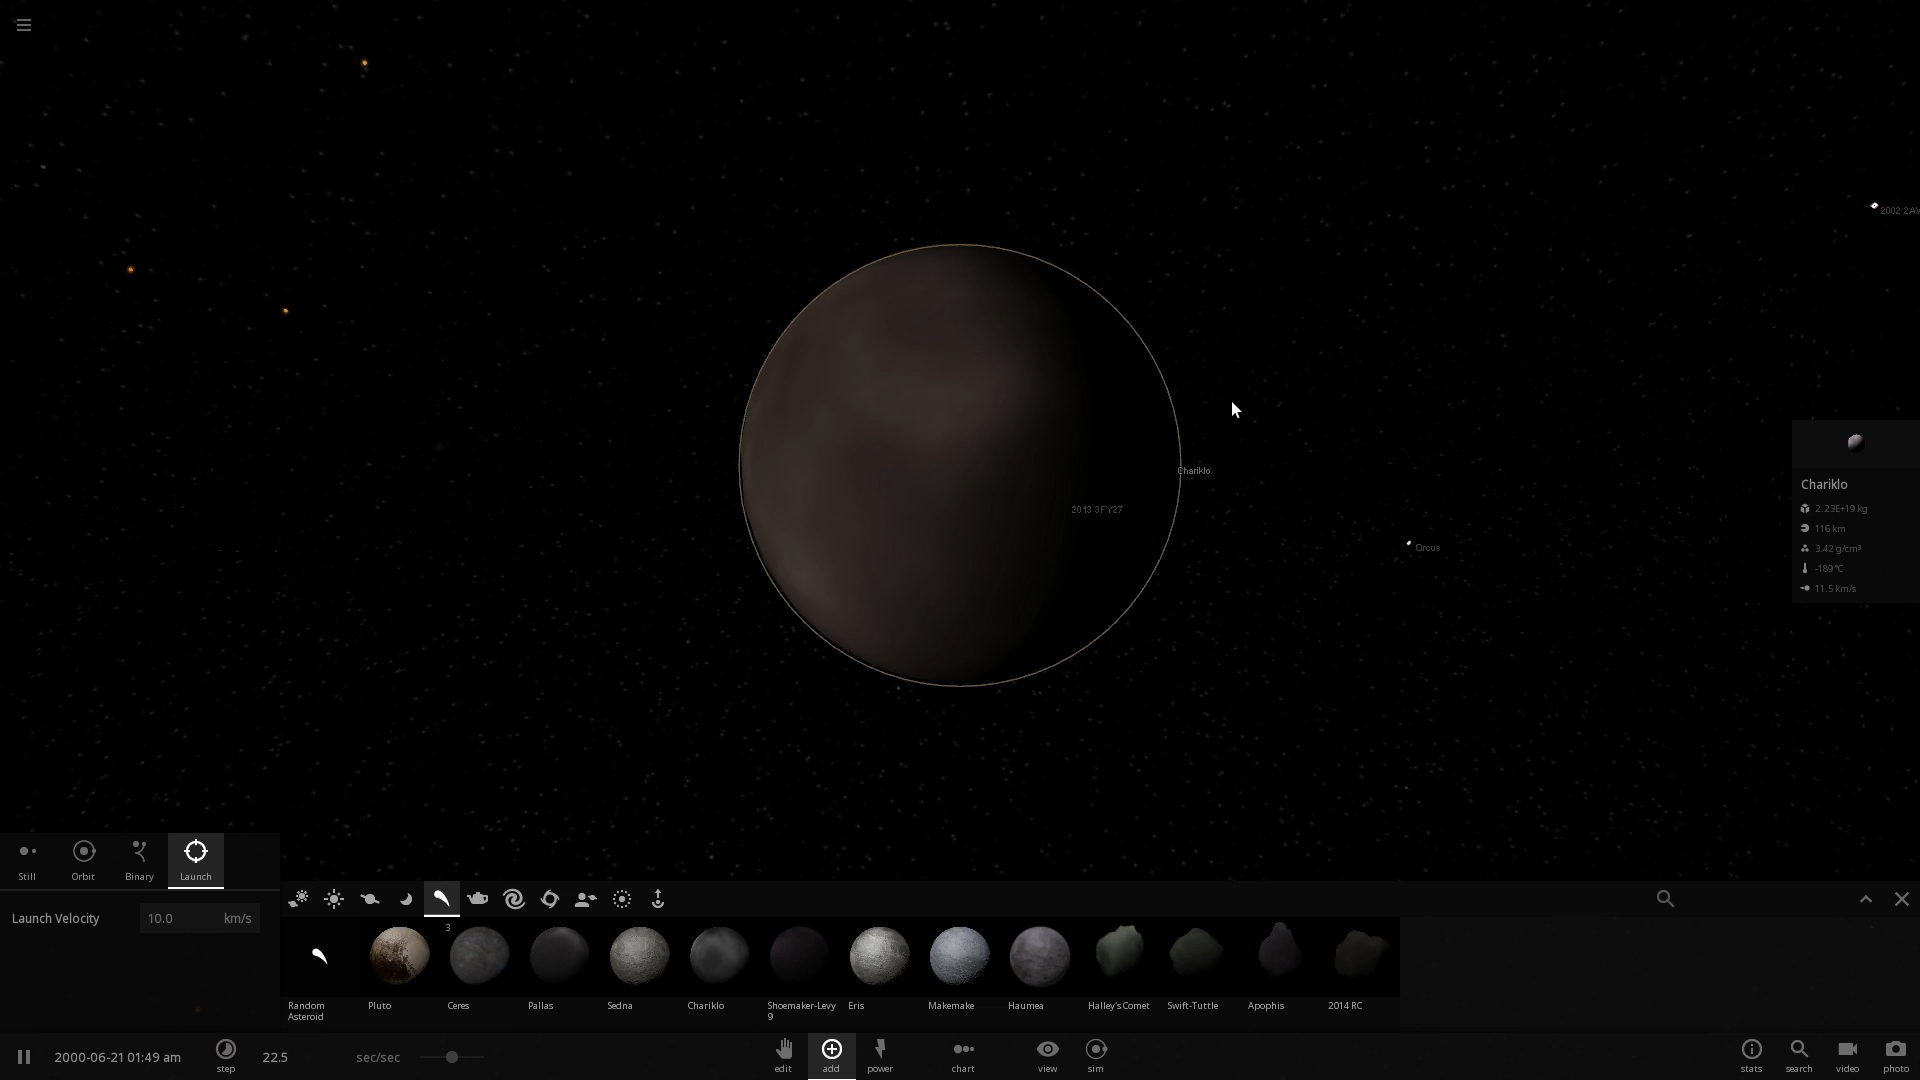 2002 2AW
Chariklo
2013 3FY27
Orcus
Chariklo
2.23E+19 kg
116 km
3.42 g/cm³
-189 °C
11.5 km/s
Still Orbit Binary Launch
Launch Velocity 10.0 km/s
3
Random Asteroid
Pluto
Ceres
Pallas
Sedna
Chariklo
Shoemaker-Levy 9
Eris
Makemake
Haumea
Halley's Comet
Swift-Tuttle
Apophis
2014 RC
2000-06-21 01:49 am step 22.5 sec/sec edit add power chart view sim stats search video photo